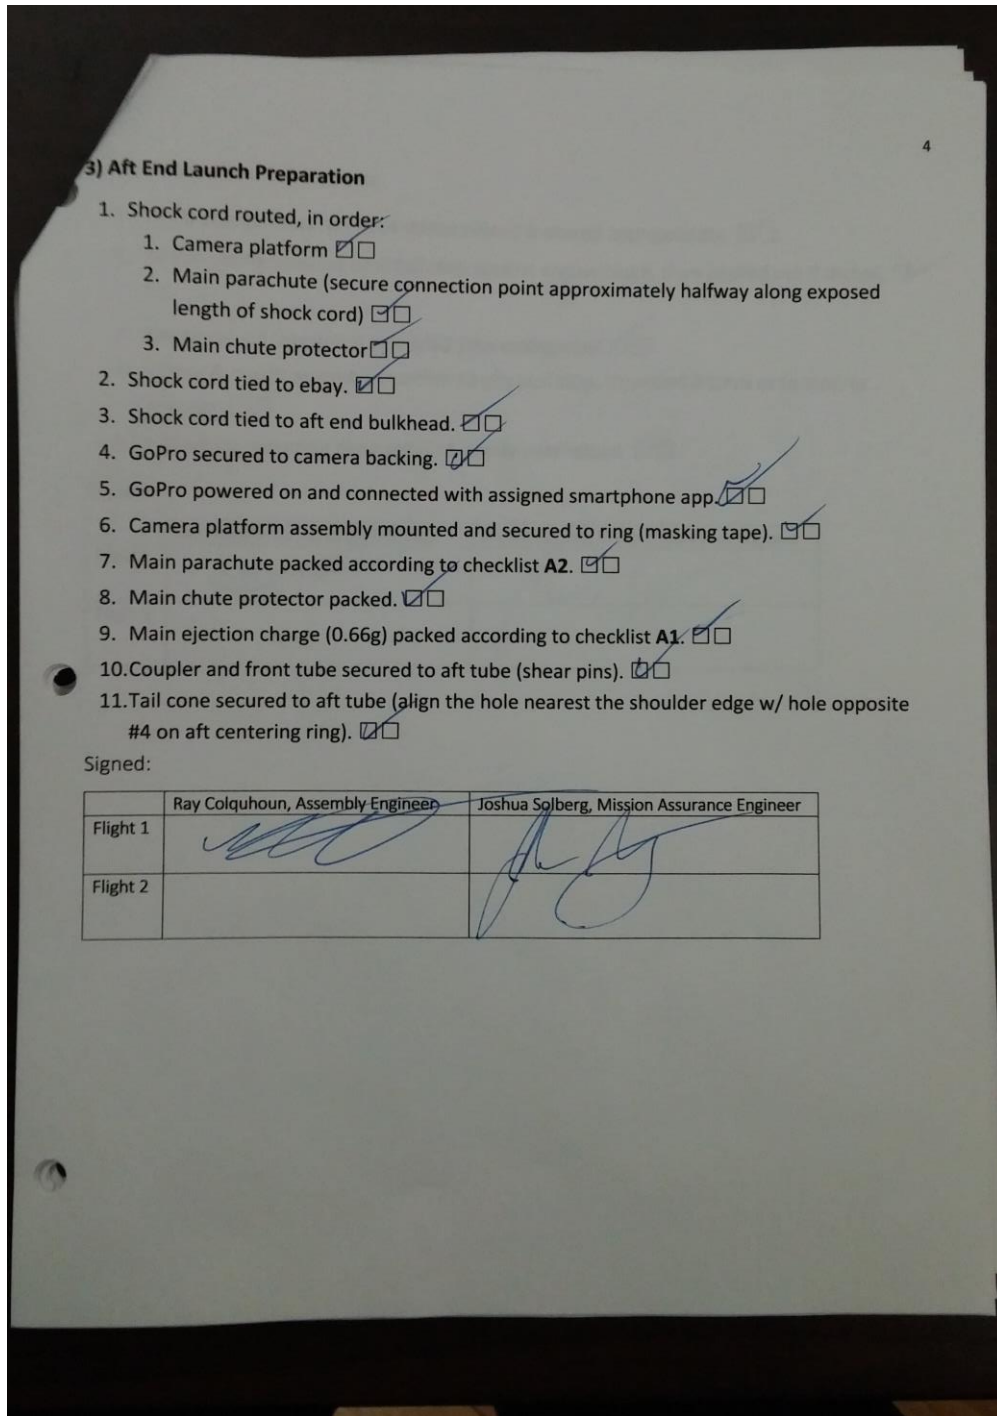 4
3) Aft End Launch Preparation
1. Shock cord routed, in order:
1. Camera platform ☑☐
2. Main parachute (secure connection point approximately halfway along exposed
length of shock cord) ☑☐
3. Main chute protector ☑☐
2. Shock cord tied to ebay. ☑☐
3. Shock cord tied to aft end bulkhead. ☑☐
4. GoPro secured to camera backing. ☑☐
5. GoPro powered on and connected with assigned smartphone app. ☑☐
6. Camera platform assembly mounted and secured to ring (masking tape). ☑☐
7. Main parachute packed according to checklist A2. ☑☐
8. Main chute protector packed. ☑☐
9. Main ejection charge (0.66g) packed according to checklist A1. ☑☐
10.Coupler and front tube secured to aft tube (shear pins). ☑☐
11.Tail cone secured to aft tube (align the hole nearest the shoulder edge w/ hole opposite
#4 on aft centering ring). ☑☐
Signed:
Ray Colquhoun, Assembly Engineer Joshua Solberg, Mission Assurance Engineer
Flight 1
Flight 2